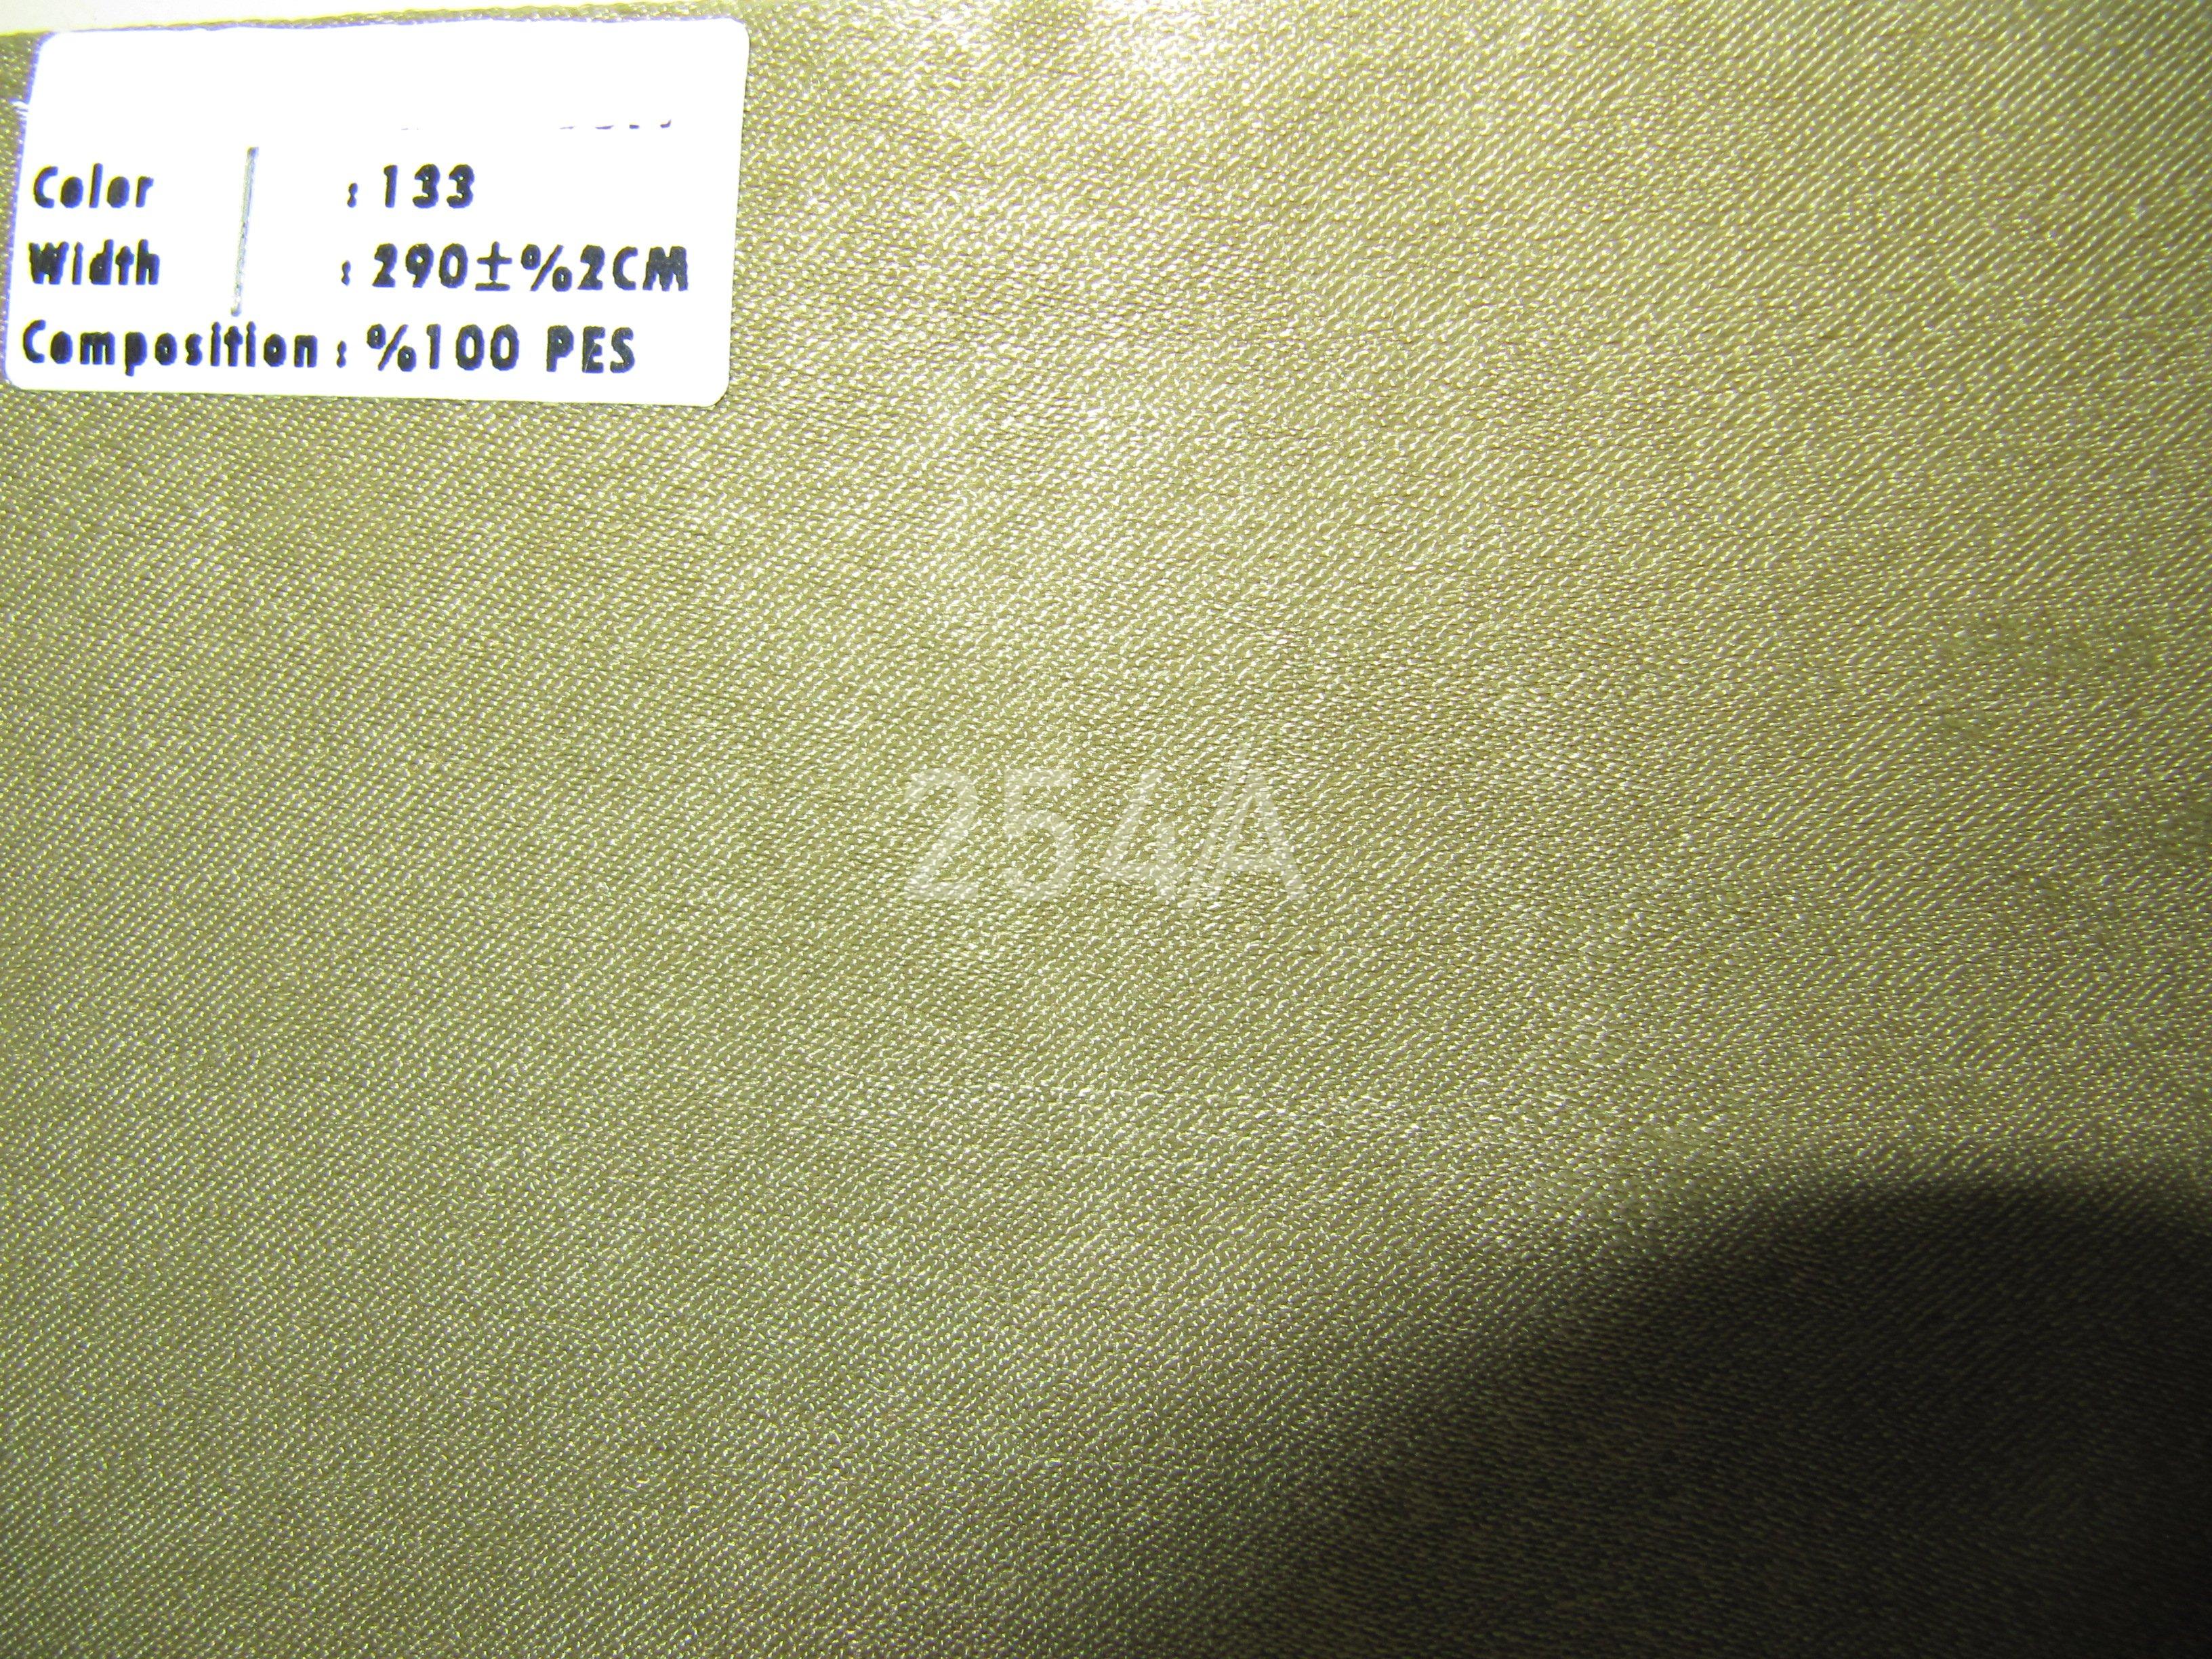 Color : 133
Width : 290±%2CM
Composition : %100 PES
254A